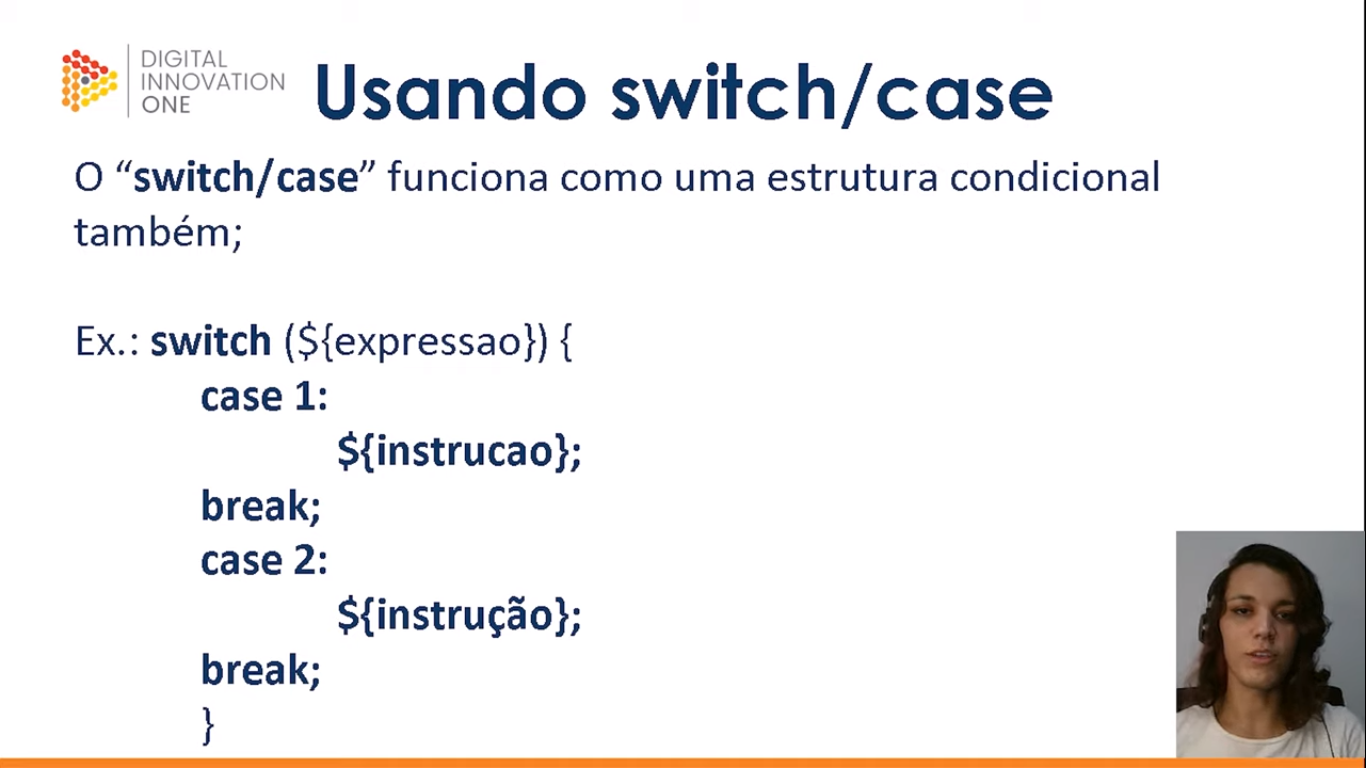 DIGITAL
INNOVATION
ONE
Usando switch/case
O “switch/case” funciona como uma estrutura condicional
também;
Ex.: switch (${expressao}) {
case 1:
${instrucao};
break;
case 2:
${instrução};
break;
}